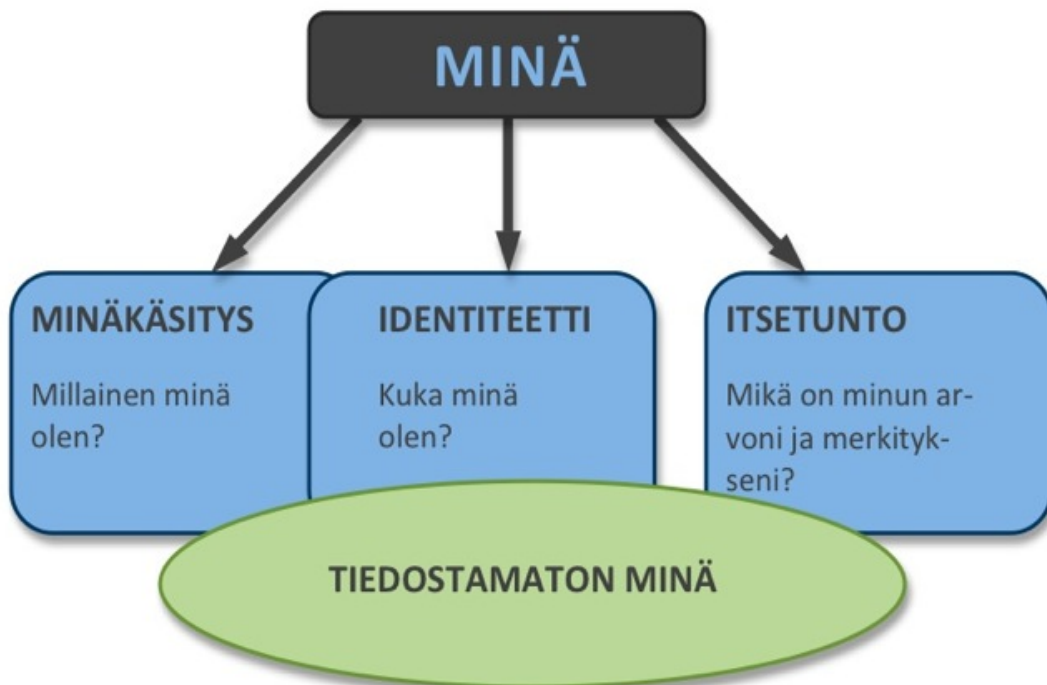 MINÄ
MINÄKÄSITYS
Millainen minä
olen?
IDENTITEETTI
Kuka minä
olen?
ITSETUNTO
Mikä on minun ar-
voni ja merkityk-
seni?
TIEDOSTAMATON MINÄ